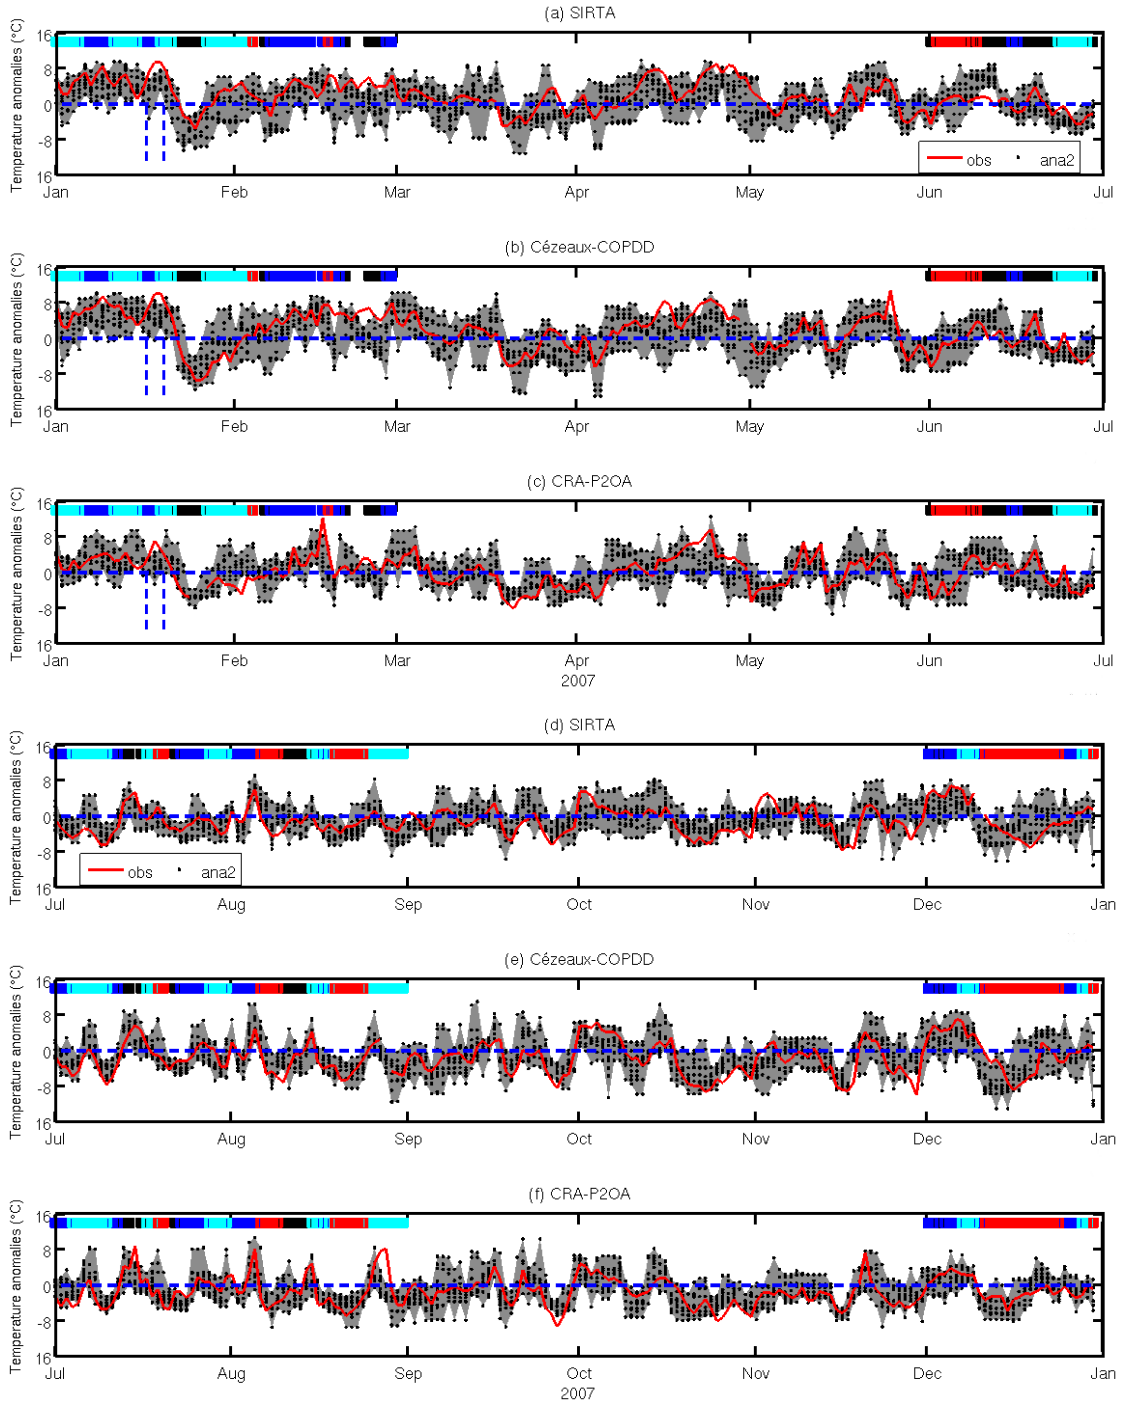 (a) SIRTA
Temperature anomalies (°C)
16
8
0
-8
16
Jan Feb Mar Apr May Jun Jul
obs ana2
(b) Cézeaux-COPDD
Temperature anomalies (°C)
16
8
0
-8
16
Jan Feb Mar Apr May Jun Jul
(c) CRA-P2OA
Temperature anomalies (°C)
16
8
0
-8
16
Jan Feb Mar Apr May Jun Jul
2007
(d) SIRTA
Temperature anomalies (°C)
16
8
0
-8
16
obs ana2
Jul Aug Sep Oct Nov Dec Jan
(e) Cézeaux-COPDD
Temperature anomalies (°C)
16
8
0
-8
16
Jul Aug Sep Oct Nov Dec Jan
(f) CRA-P2OA
Temperature anomalies (°C)
16
8
0
-8
16
Jul Aug Sep Oct Nov Dec Jan
2007